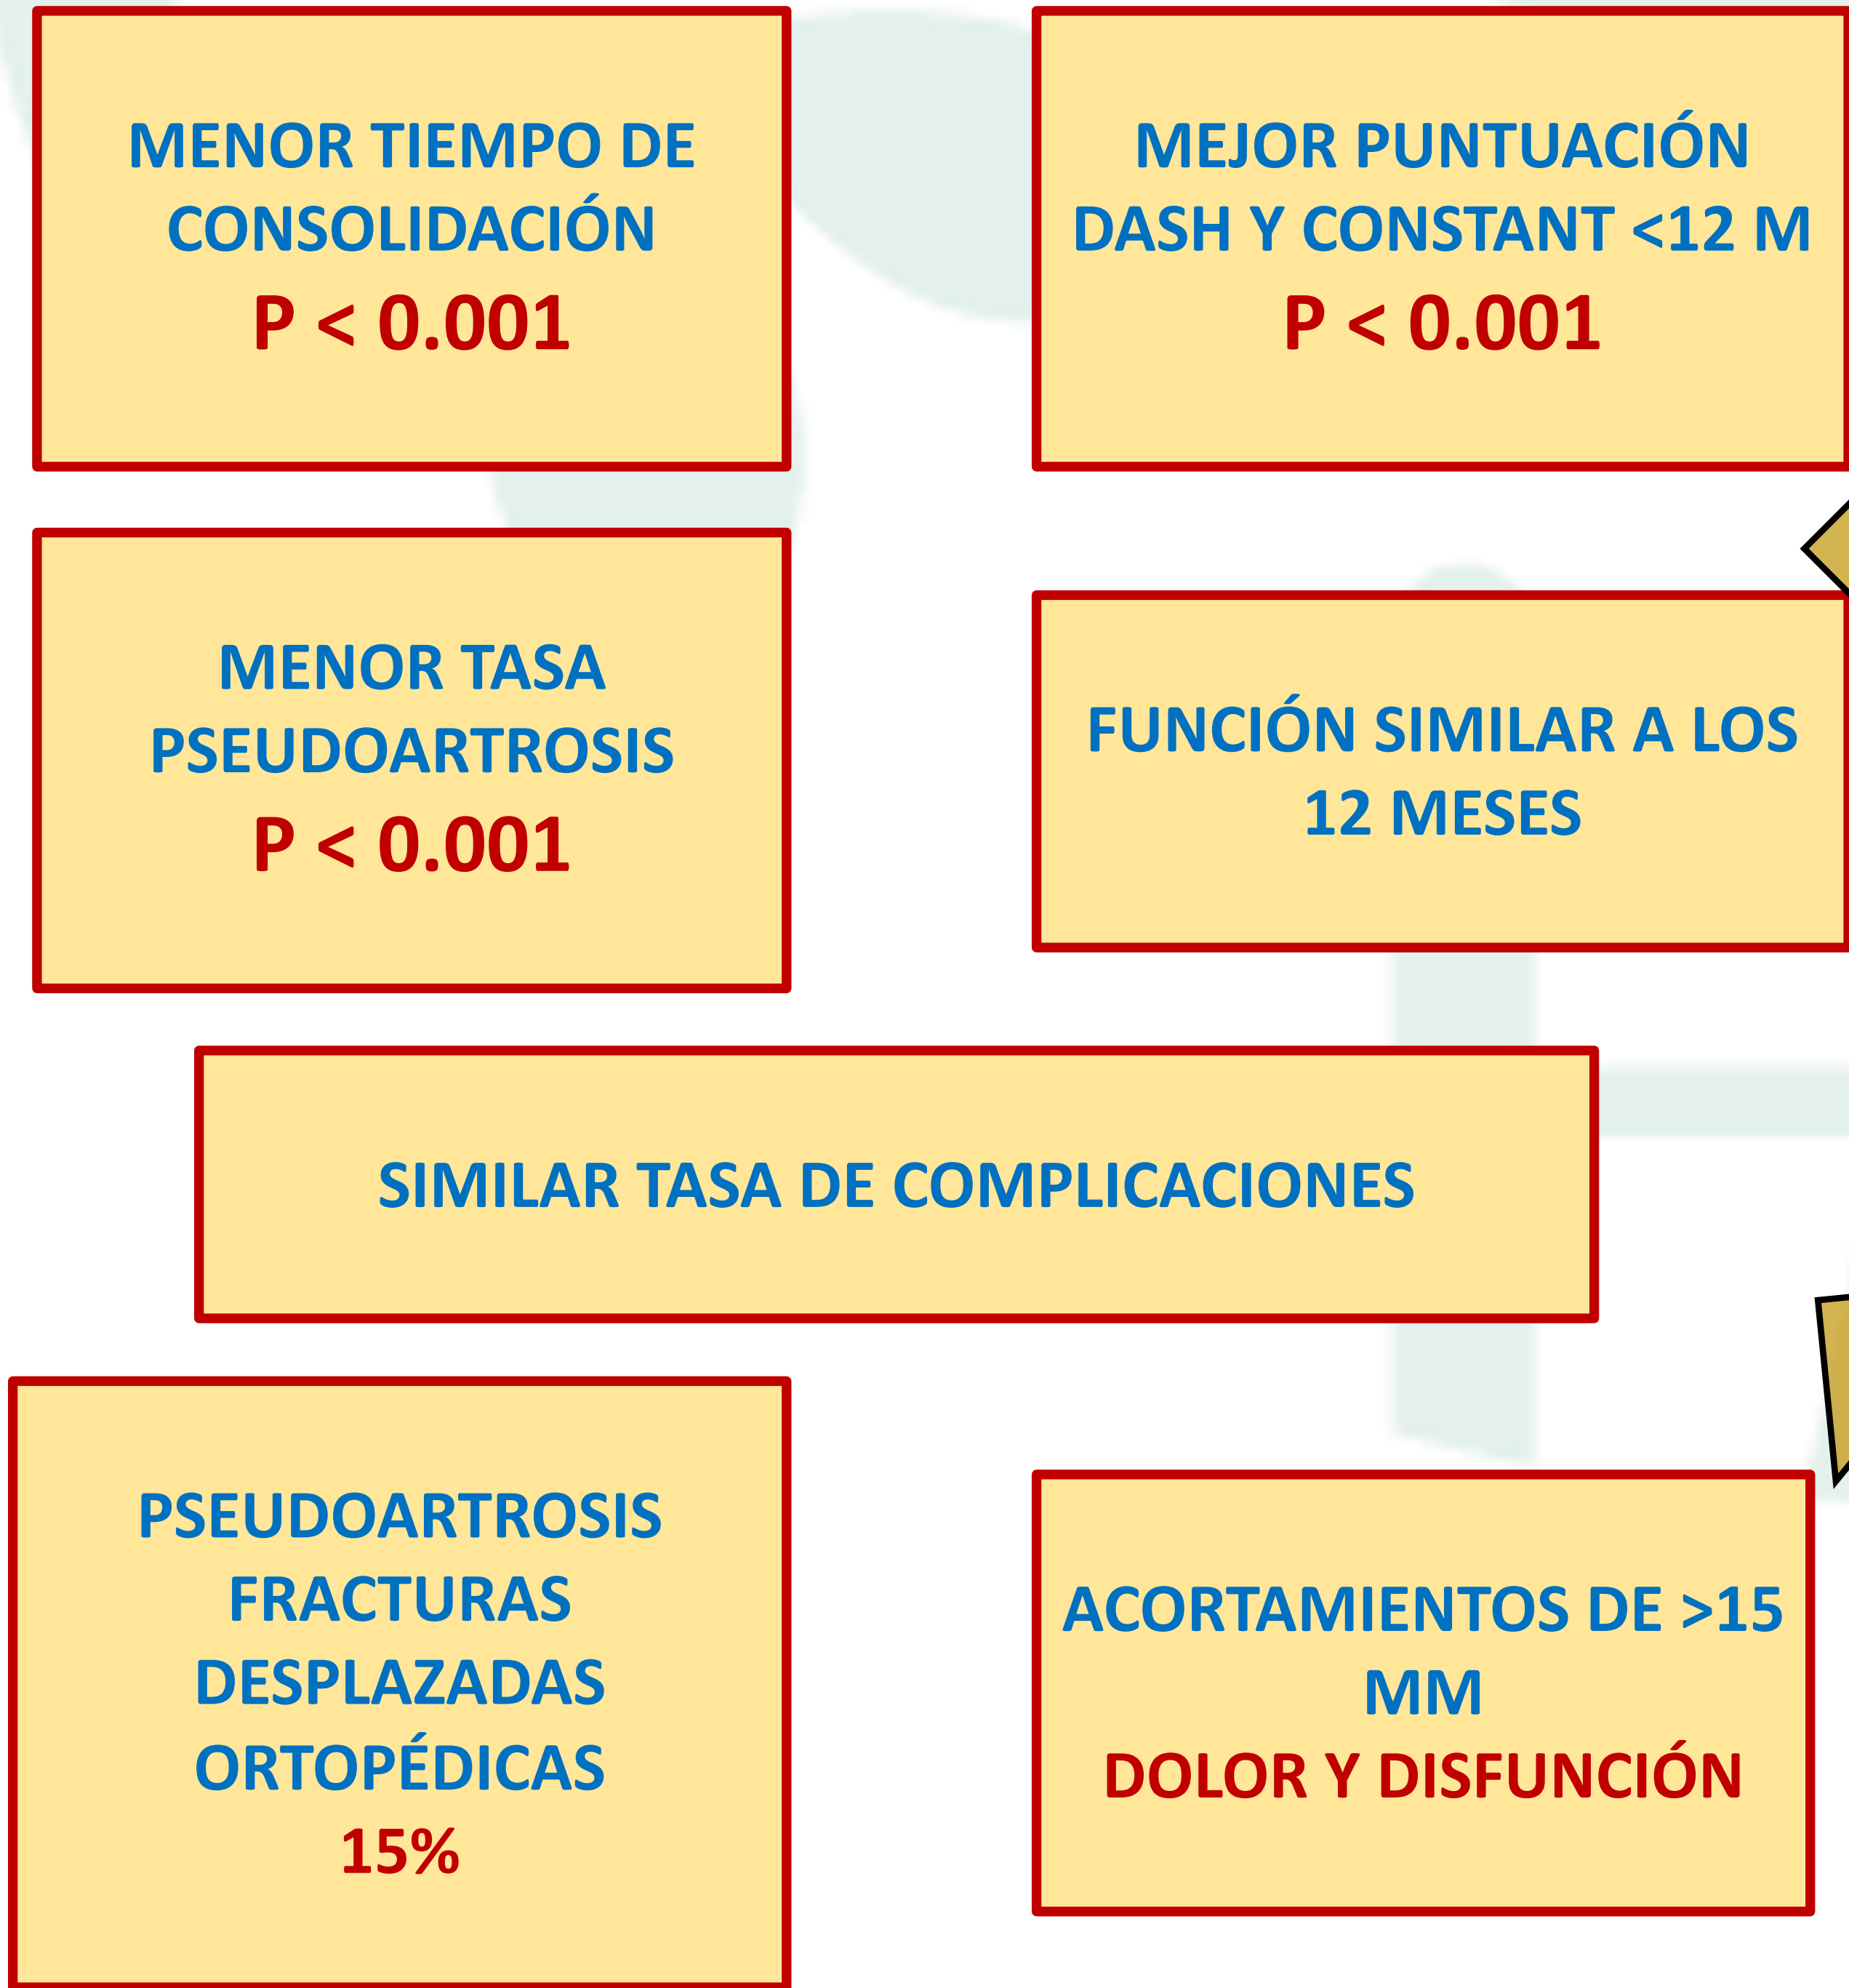 MENOR TIEMPO DE
CONSOLIDACIÓN
P < 0.001
MEJOR PUNTUACIÓN
DASH Y CONSTANT <12 M
P < 0.001
MENOR TASA
PSEUDOARTROSIS
P < 0.001
FUNCIÓN SIMILAR A LOS
12 MESES
SIMILAR TASA DE COMPLICACIONES
PSEUDOARTROSIS
FRACTURAS
DESPLAZADAS
ORTOPÉDICAS
15%
ACORTAMIENTOS DE >15
MM
DOLOR Y DISFUNCIÓN